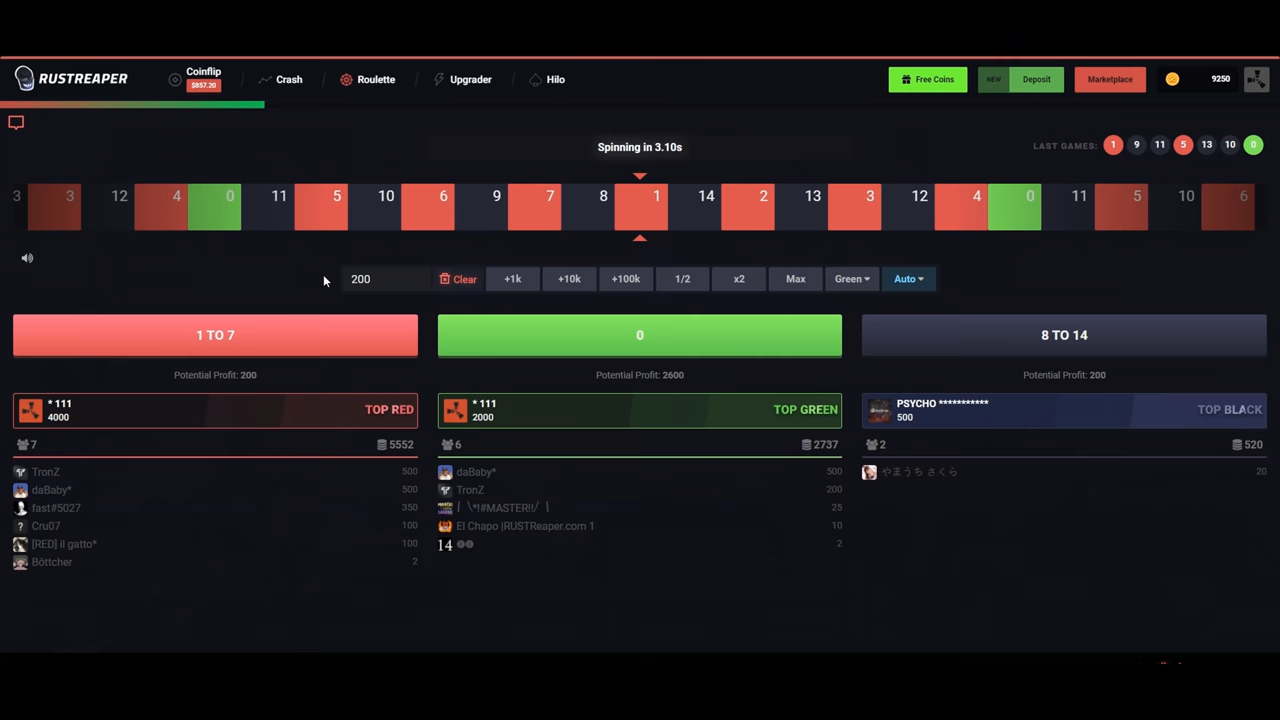 RUSTREAPER
Coinflip
$857.20
Crash
Roulette
Upgrader
Hilo
Free Coins
NEW
Deposit
Marketplace
9250
Spinning in 3.10s
LAST GAMES: 1 9 11 5 13 10 0
3 3 12 4 0 11 5 10 6 9 7 8 1 14 2 13 3 12 4 0 11 5 10 6
200
Clear
+1k
+10k
+100k
1/2
x2
Max
Green
Auto
1 TO 7
0
8 TO 14
Potential Profit: 200
Potential Profit: 2600
Potential Profit: 200
* 111
4000
TOP RED
* 111
2000
TOP GREEN
PSYCHO ***********
500
TOP BLACK
7
5552
6
2737
2
520
TronZ 500
daBaby* 500
fast#5027 350
Cru07 100
[RED] il gatto* 100
Böttcher 2
daBaby* 500
TronZ 200
\*!#MASTER!!/ 25
El Chapo |RUSTReaper.com 1 10
14 2
やまうち さくら 20